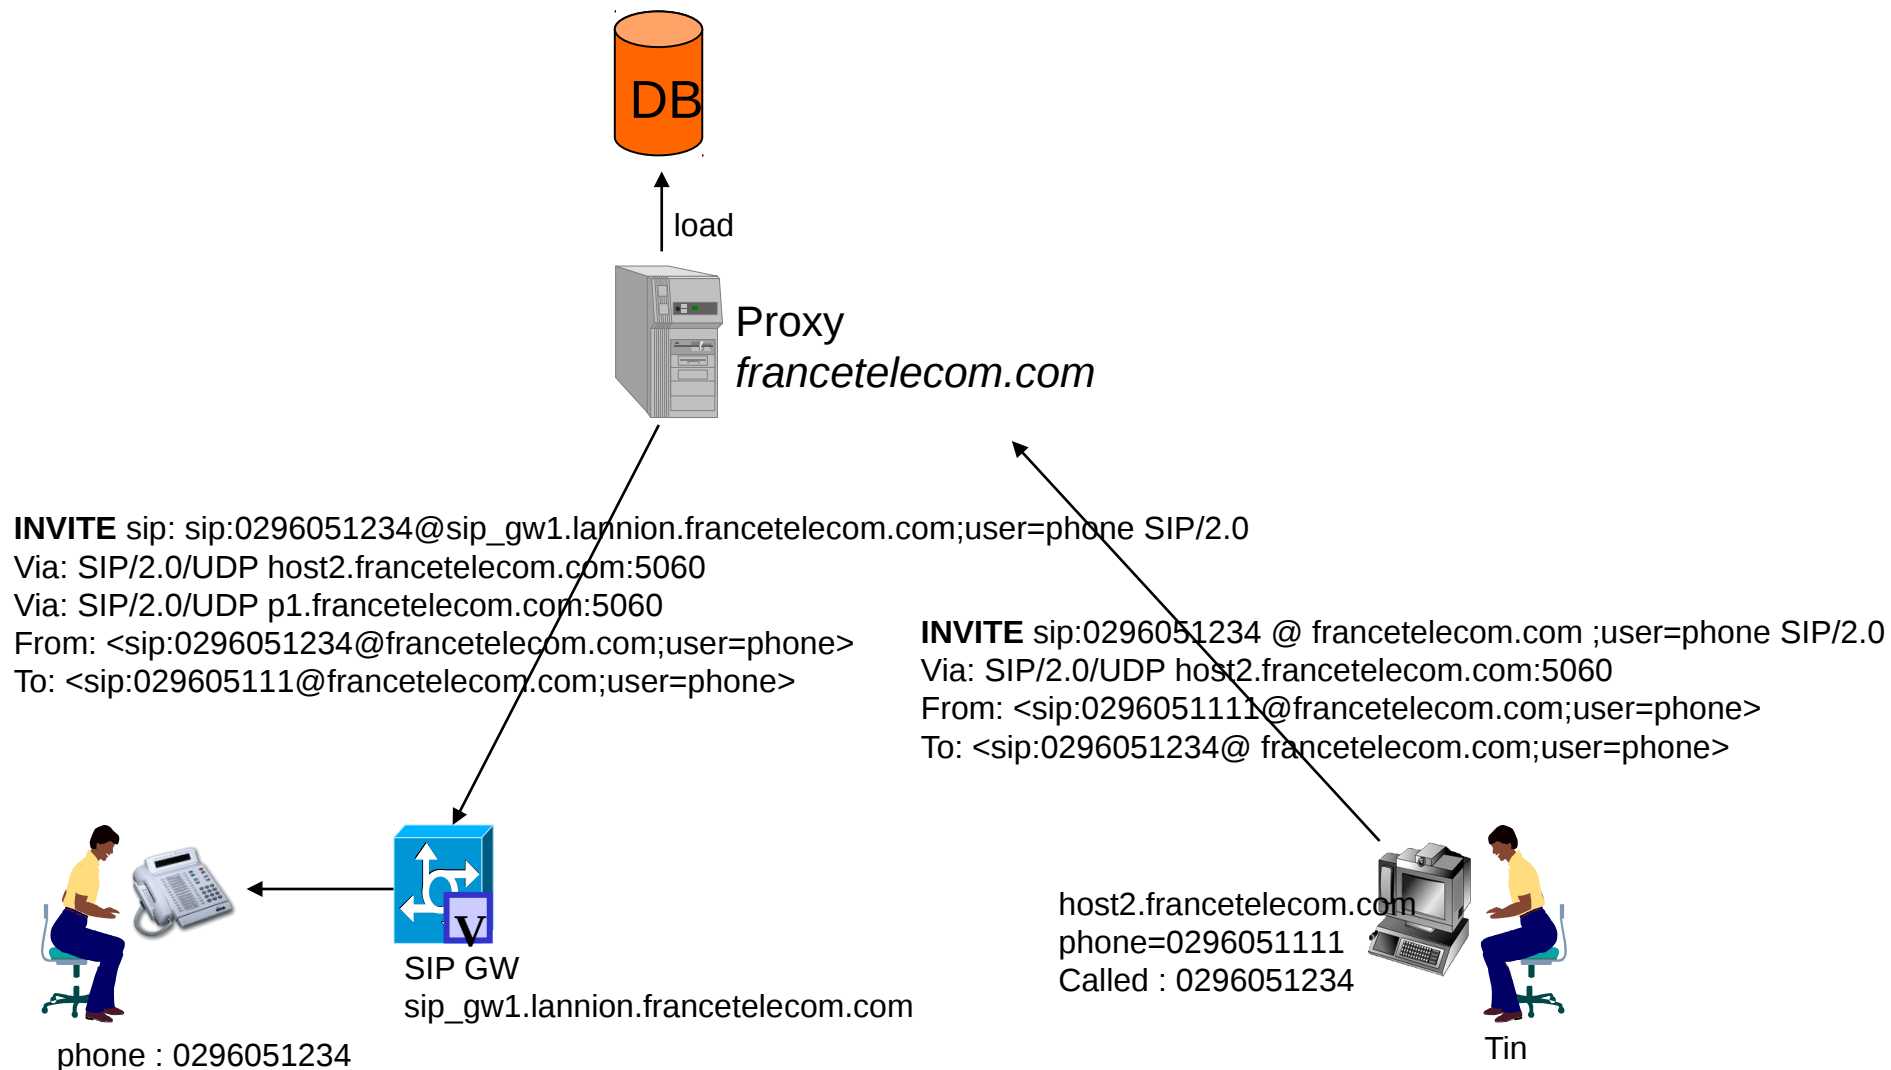 DB
load
Proxy
francetelecom.com
INVITE sip: sip:0296051234@sip_gw1.lannion.francetelecom.com;user=phone SIP/2.0
Via: SIP/2.0/UDP host2.francetelecom.com:5060
Via: SIP/2.0/UDP p1.francetelecom.com:5060
From: <sip:0296051234@francetelecom.com;user=phone>
To: <sip:029605111@francetelecom.com;user=phone>
INVITE sip:0296051234 @ francetelecom.com ;user=phone SIP/2.0
Via: SIP/2.0/UDP host2.francetelecom.com:5060
From: <sip:0296051111@francetelecom.com;user=phone>
To: <sip:0296051234@ francetelecom.com;user=phone>
V
SIP GW
sip_gw1.lannion.francetelecom.com
phone : 0296051234
host2.francetelecom.com
phone=0296051111
Called : 0296051234
Tin